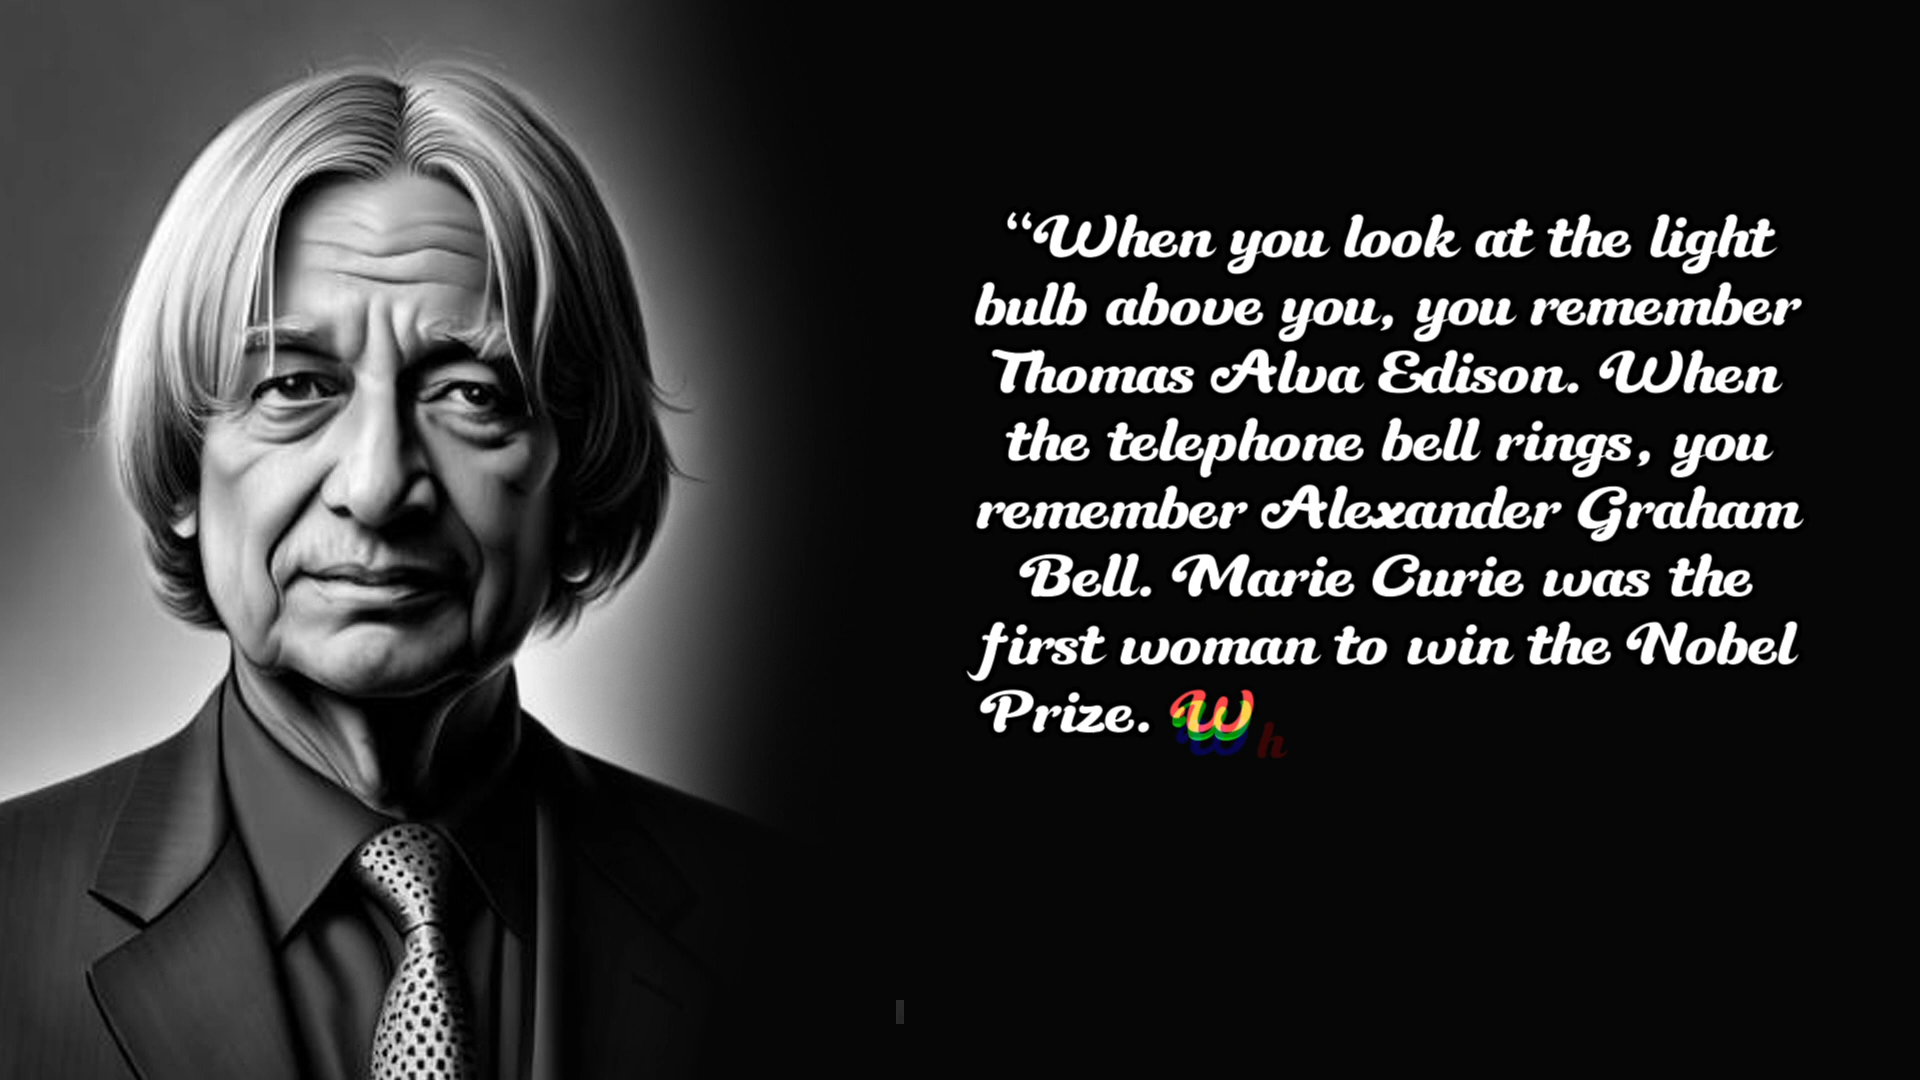 “When you look at the light
bulb above you, you remember
Thomas Alva Edison. When
the telephone bell rings, you
remember Alexander Graham
Bell. Marie Curie was the
first woman to win the Nobel
Prize. Wh